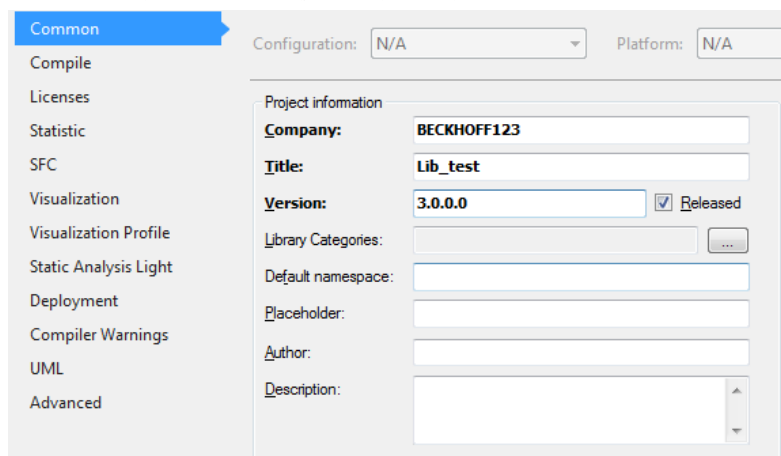 Common
Compile
Licenses
Statistic
SFC
Visualization
Visualization Profile
Static Analysis Light
Deployment
Compiler Warnings
UML
Advanced
Configuration: N/A Platform: N/A
Project information
Company: BECKHOFF123
Title: Lib_test
Version: 3.0.0.0 Released
Library Categories: ...
Default namespace:
Placeholder:
Author:
Description: